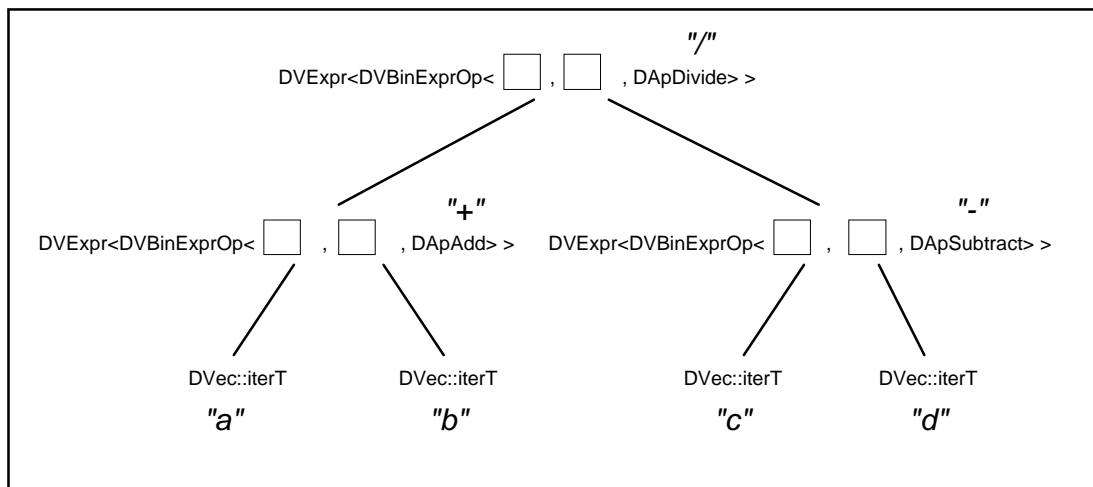 "/"
DVExpr<DVBinExprOp< , , DApDivide> >
"+" "-"
DVExpr<DVBinExprOp< , , DApAdd> > DVExpr<DVBinExprOp< , , DApSubtract> >
DVec::iterT DVec::iterT DVec::iterT DVec::iterT
"a" "b" "c" "d"